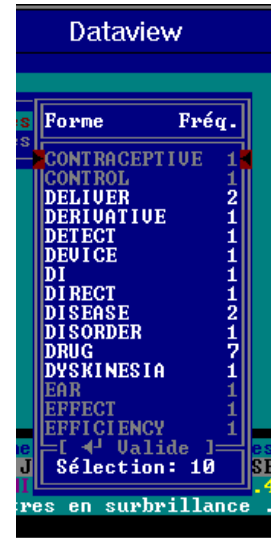 Dataview
Forme Fréq.
CONTRACEPTIVE 1
CONTROL 1
DELIVER 2
DERIVATIVE 1
DETECT 1
DEVICE 1
DI 1
DIRECT 1
DISEASE 2
DISORDER 1
DRUG 7
DYSKINESIA 1
EAR 1
EFFECT 1
EFFICIENCY 1
[ ↵ Valide ]
Sélection: 10
res en surbrillance .